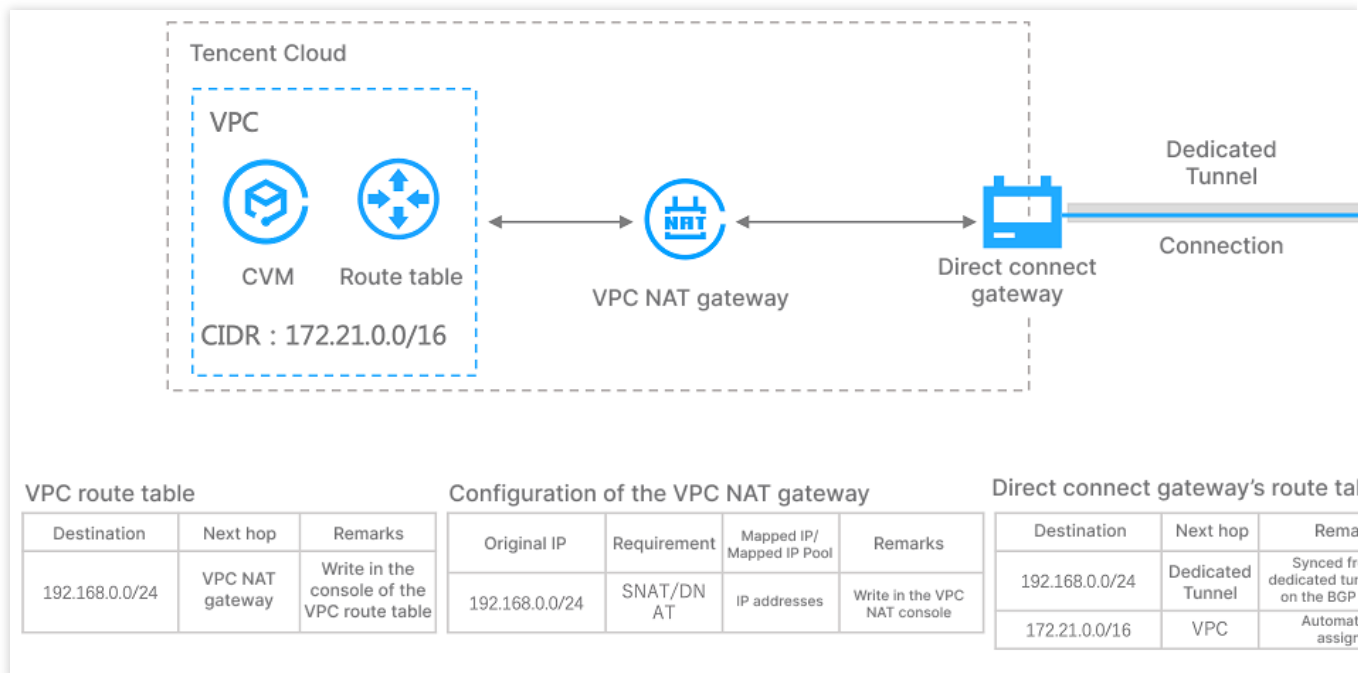 Tencent Cloud
VPC
CVM
Route table
CIDR：172.21.0.0/16
NAT
VPC NAT gateway
Direct connect
gateway
Dedicated
Tunnel
Connection
VPC route table
Destination
Next hop
Remarks
192.168.0.0/24
VPC NAT
gateway
Write in the
console of the
VPC route table
Configuration of the VPC NAT gateway
Original IP
Requirement
Mapped IP/
Mapped IP Pool
Remarks
192.168.0.0/24
SNAT/DN
AT
IP addresses
Write in the VPC
NAT console
Direct connect gateway's route
Destination
Next hop
192.168.0.0/24
Dedicated
Tunnel
Synced
dedicated
on the BGP
172.21.0.0/16
VPC